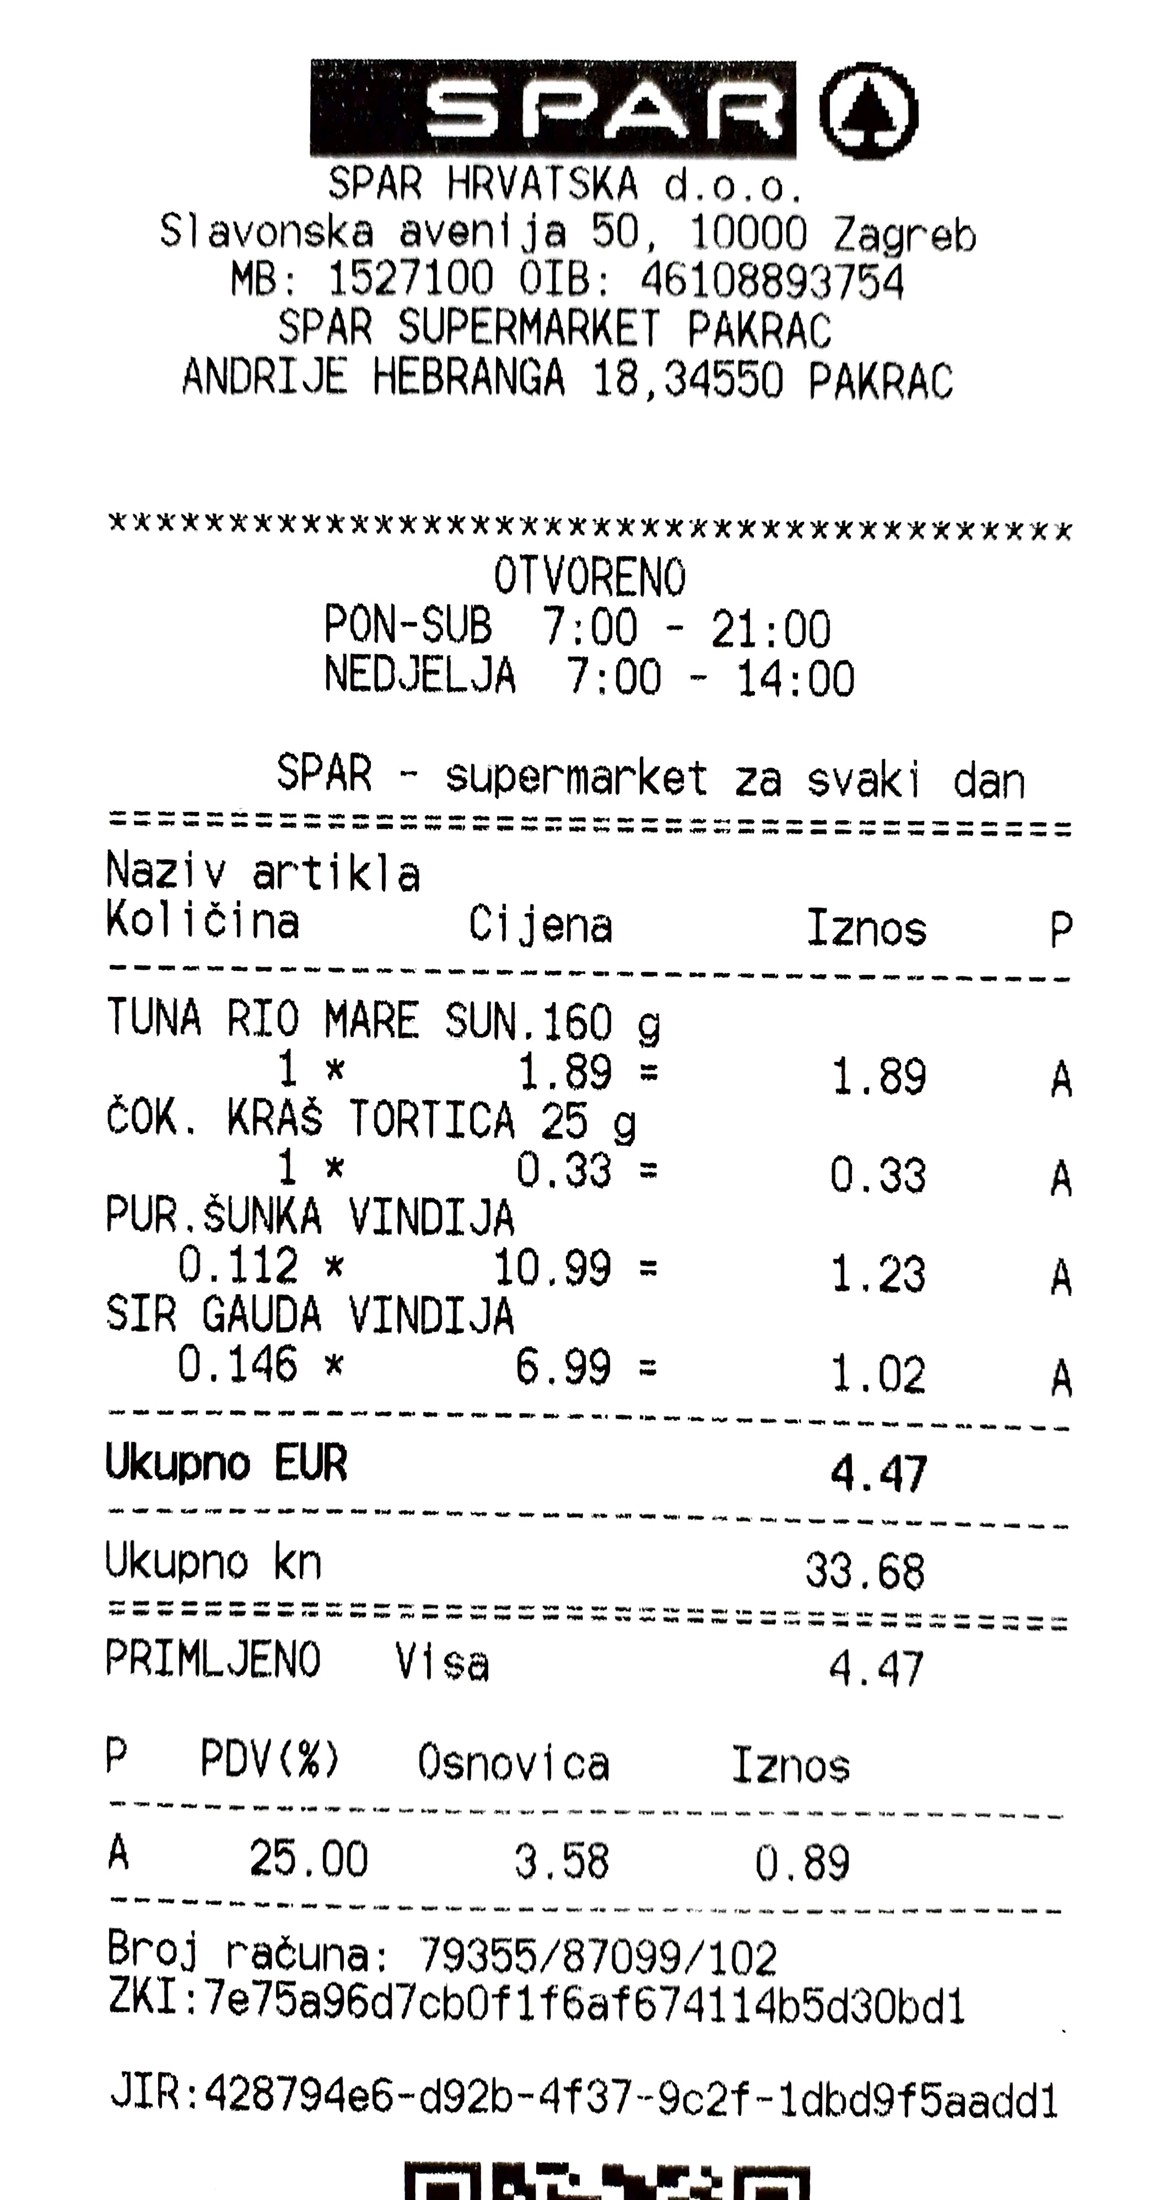 SPAR
SPAR HRVATSKA d.o.o.
Slavonska avenija 50, 10000 Zagreb
MB: 1527100 OIB: 46108893754
SPAR SUPERMARKET PAKRAC
ANDRIJE HEBRANGA 18,34550 PAKRAC
****************************************
OTVORENO
PON-SUB 7:00 - 21:00
NEDJELJA 7:00 - 14:00
SPAR - supermarket za svaki dan
========================================
Naziv artikla
Količina Cijena Iznos P
----------------------------------------
TUNA RIO MARE SUN.160 g
1 * 1.89 = 1.89 A
ČOK. KRAŠ TORTICA 25 g
1 * 0.33 = 0.33 A
PUR.ŠUNKA VINDIJA
0.112 * 10.99 = 1.23 A
SIR GAUDA VINDIJA
0.146 * 6.99 = 1.02 A
----------------------------------------
Ukupno EUR 4.47
----------------------------------------
Ukupno kn 33.68
========================================
PRIMLJENO Visa 4.47
P PDV(%) Osnovica Iznos
----------------------------------------
A 25.00 3.58 0.89
----------------------------------------
Broj računa: 79355/87099/102
ZKI:7e75a96d7cb0f1f6af674114b5d30bd1
JIR:428794e6-d92b-4f37-9c2f-1dbd9f5aadd1